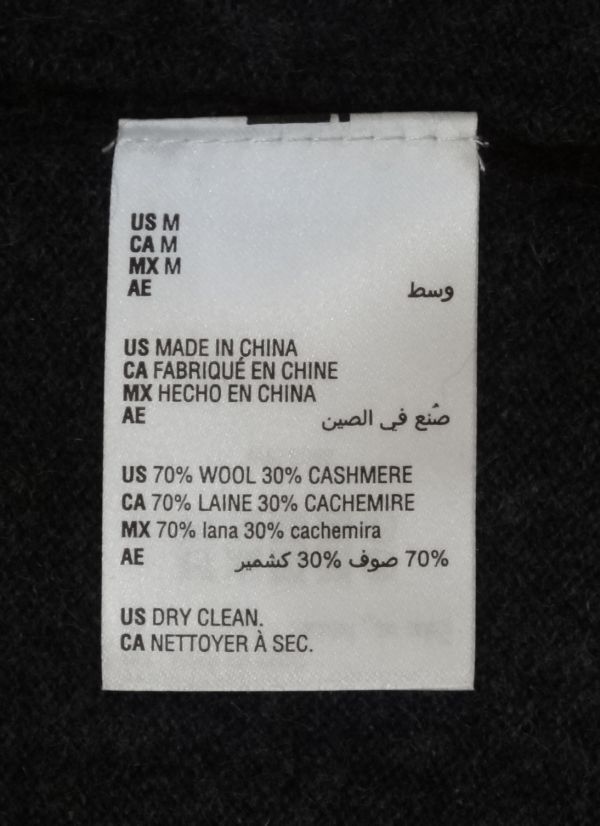 US M
CA M
MX M
AE وسط
US MADE IN CHINA
CA FABRIQUÉ EN CHINE
MX HECHO EN CHINA
AE صُنع في الصين
US 70% WOOL 30% CASHMERE
CA 70% LAINE 30% CACHEMIRE
MX 70% lana 30% cachemira
AE 70% صوف 30% كشمير
US DRY CLEAN.
CA NETTOYER À SEC.